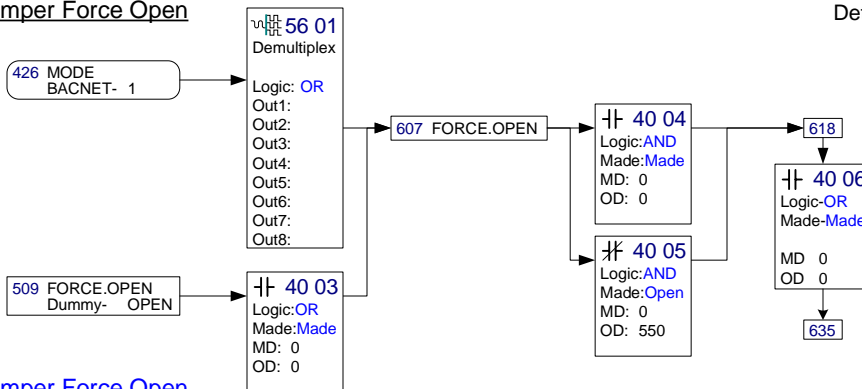 mper Force Open
426 MODE
BACNET- 1
56 01
Demultiplex
Logic: OR
Out1:
Out2:
Out3:
Out4:
Out5:
Out6:
Out7:
Out8:
509 FORCE.OPEN
Dummy- OPEN
40 03
Logic:OR
Made:Made
MD: 0
OD: 0
607 FORCE.OPEN
40 04
Logic:AND
Made:Made
MD: 0
OD: 0
40 05
Logic:AND
Made:Open
MD: 0
OD: 550
618
40 06
Logic-OR
Made-Made
MD 0
OD 0
635
mper Force Open